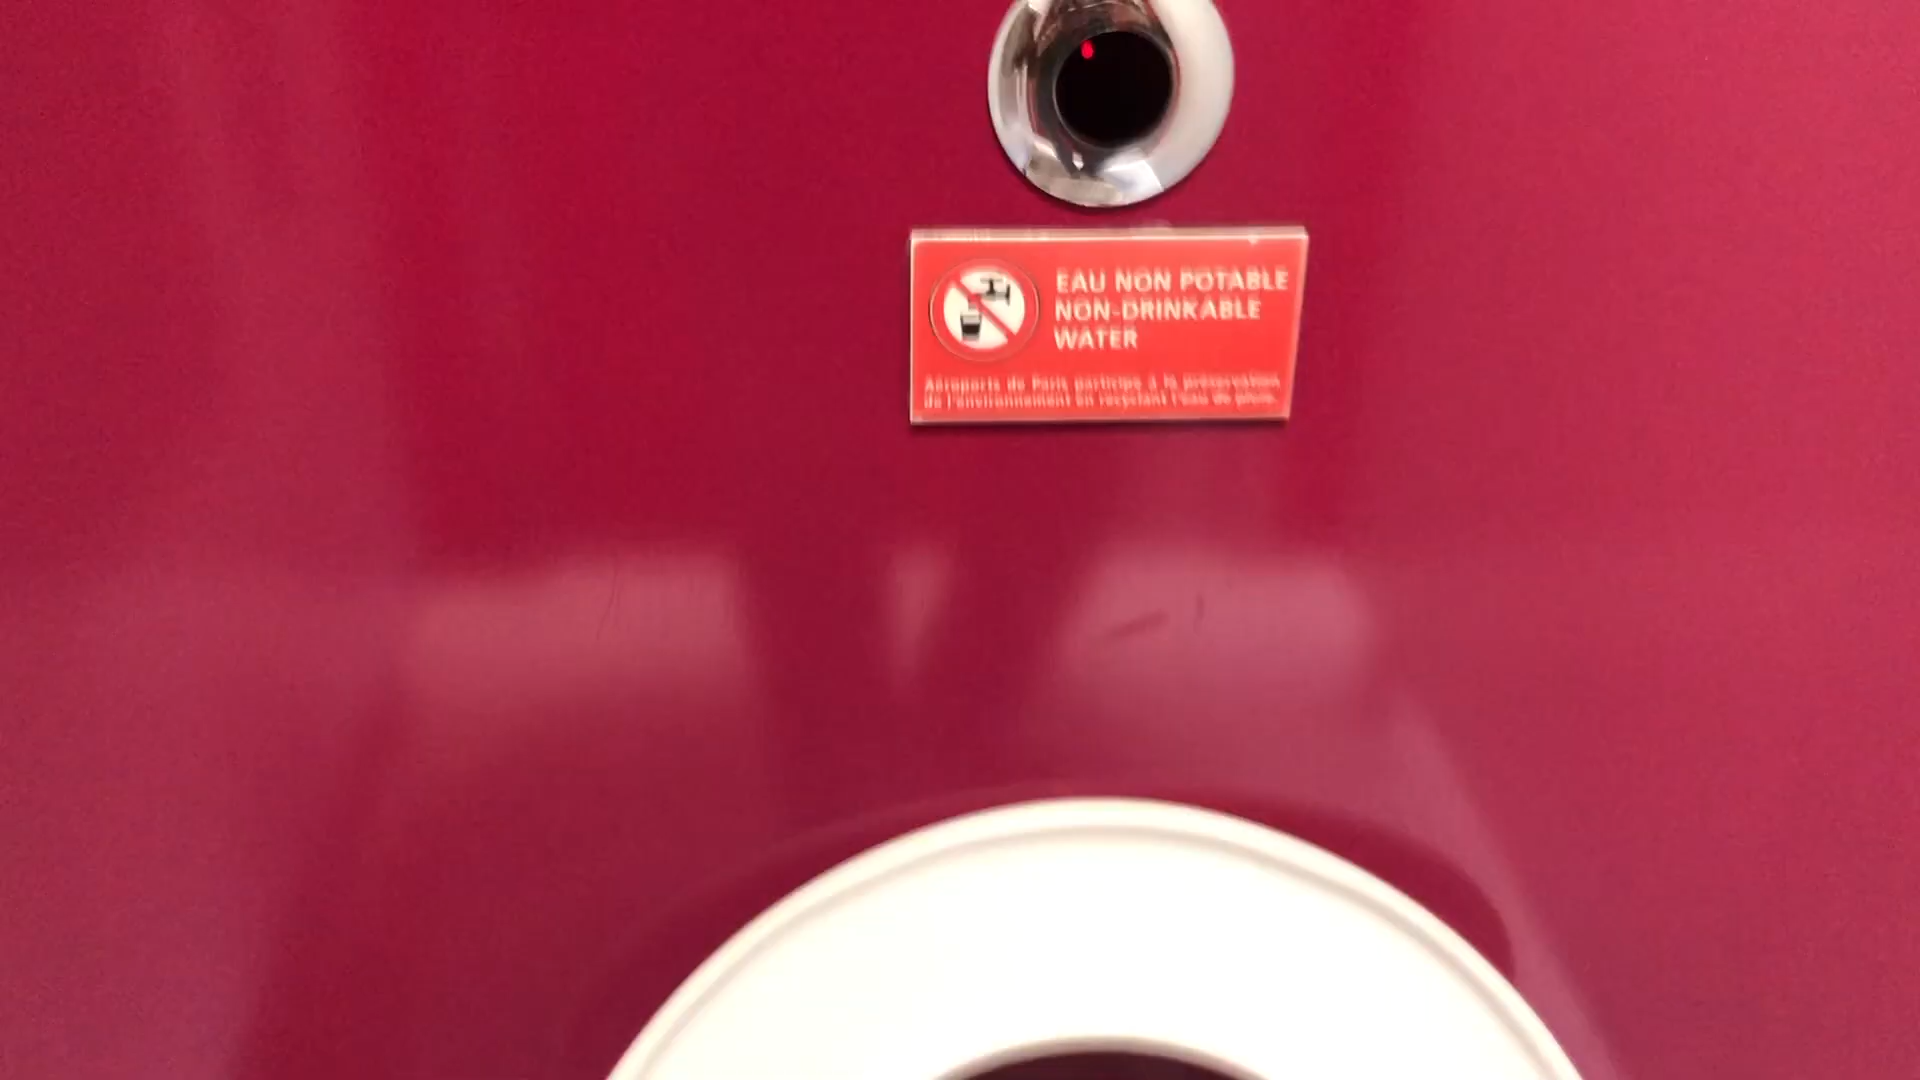 EAU NON POTABLE
NON-DRINKABLE
WATER
Aéroports de Paris participe à la préservation
de l'environnement en recyclant l'eau de pluie.